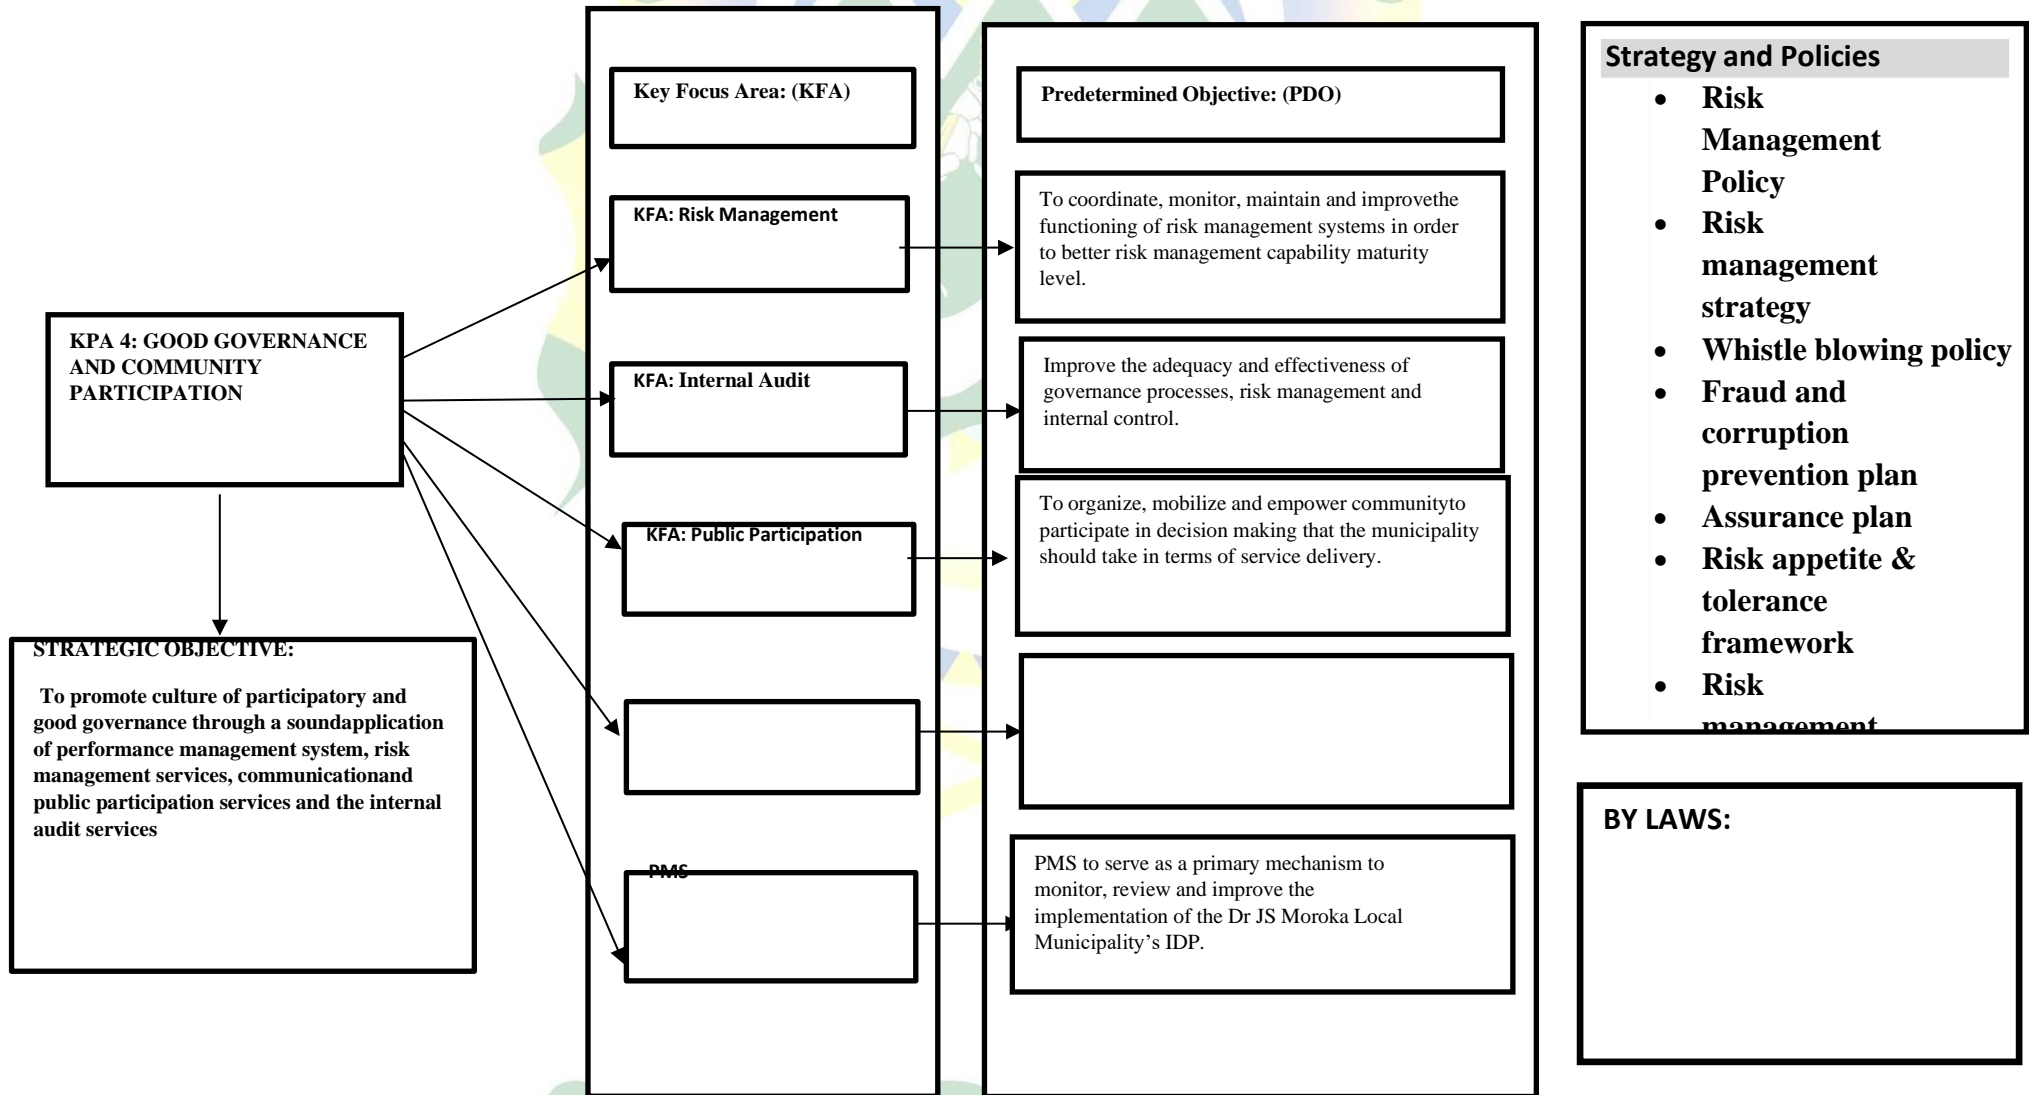 Key Focus Area: (KFA)
Predetermined Objective: (PDO)
KPA 4: GOOD GOVERNANCE
AND COMMUNITY
PARTICIPATION
STRATEGIC OBJECTIVE:
To promote culture of participatory and
good governance through a soundapplication
of performance management system, risk
management services, communicationand
public participation services and the internal
audit services
KFA: Risk Management
To coordinate, monitor, maintain and improvethe
functioning of risk management systems in order
to better risk management capability maturity
level.
KFA: Internal Audit
Improve the adequacy and effectiveness of
governance processes, risk management and
internal control.
KFA: Public Participation
To organize, mobilize and empower communityto
participate in decision making that the municipality
should take in terms of service delivery.
PMS
PMS to serve as a primary mechanism to
monitor, review and improve the
implementation of the Dr JS Moroka Local
Municipality’s IDP.
Strategy and Policies
• Risk
Management
Policy
• Risk
management
strategy
• Whistle blowing policy
• Fraud and
corruption
prevention plan
• Assurance plan
• Risk appetite &
tolerance
framework
• Risk
management
BY LAWS: